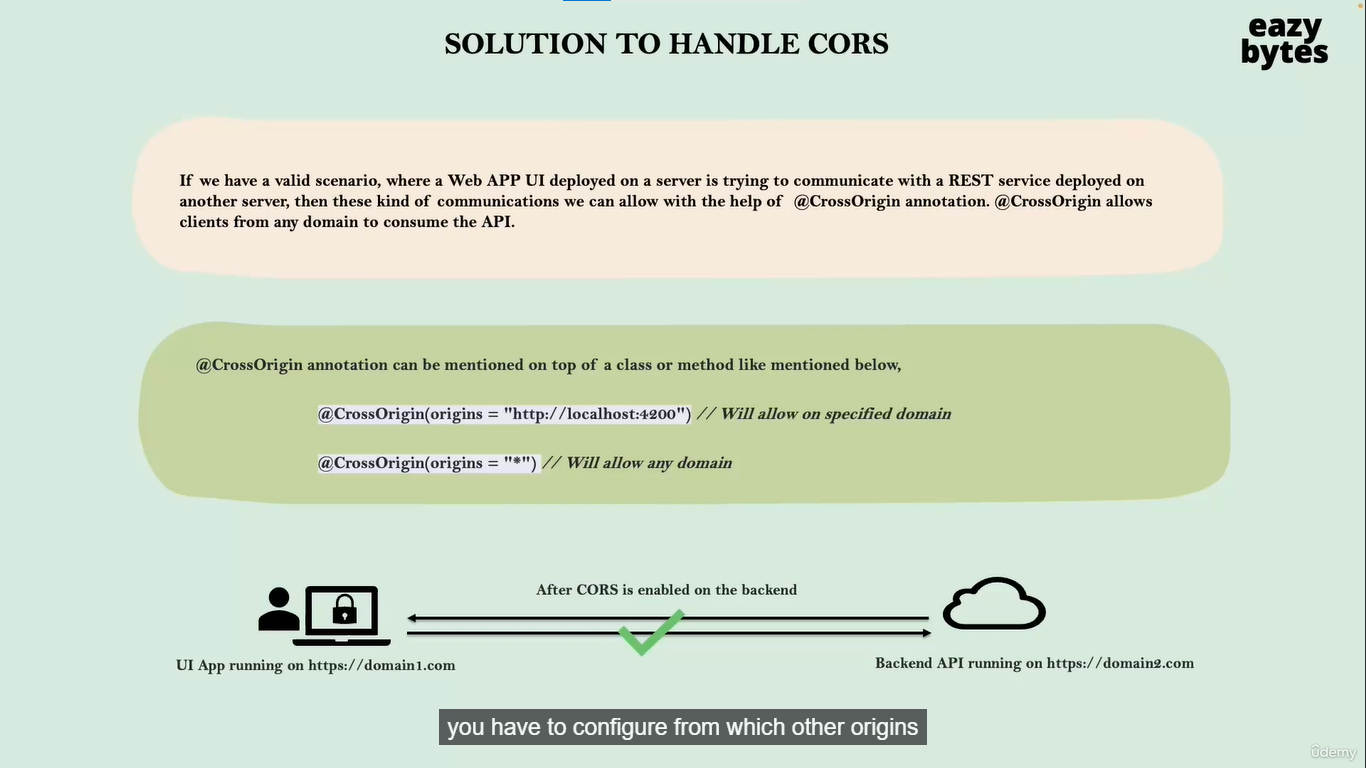 SOLUTION TO HANDLE CORS
eazy
bytes
If we have a valid scenario, where a Web APP UI deployed on a server is trying to communicate with a REST service deployed on
another server, then these kind of communications we can allow with the help of @CrossOrigin annotation. @CrossOrigin allows
clients from any domain to consume the API.
@CrossOrigin annotation can be mentioned on top of a class or method like mentioned below,
@CrossOrigin(origins = "http://localhost:4200") // Will allow on specified domain
@CrossOrigin(origins = "*") // Will allow any domain
After CORS is enabled on the backend
UI App running on https://domain1.com
Backend API running on https://domain2.com
you have to configure from which other origins
ûdemy